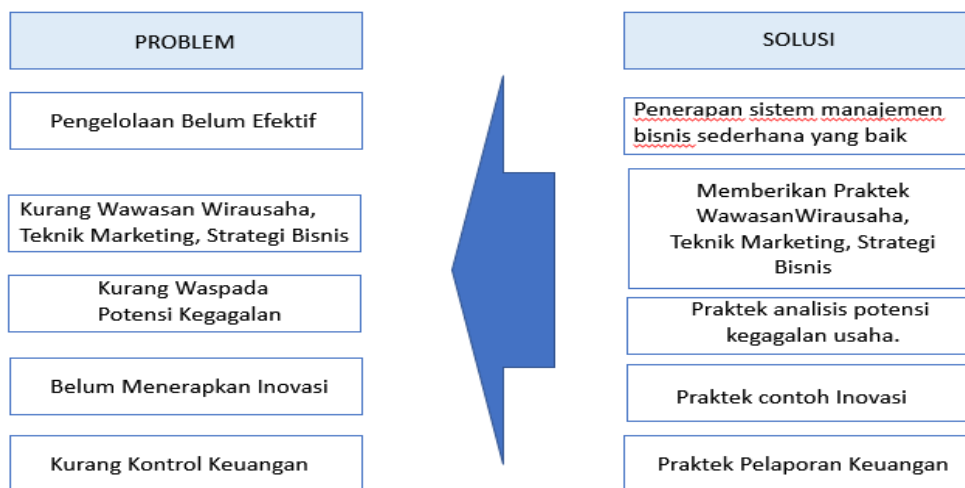 PROBLEM
Pengelolaan Belum Efektif
Kurang Wawasan Wirausaha,
Teknik Marketing, Strategi Bisnis
Kurang Waspada
Potensi Kegagalan
Belum Menerapkan Inovasi
Kurang Kontrol Keuangan
SOLUSI
Penerapan sistem manajemen
bisnis sederhana yang baik
Memberikan Praktek
WawasanWirausaha,
Teknik Marketing, Strategi
Bisnis
Praktek analisis potensi
kegagalan usaha.
Praktek contoh Inovasi
Praktek Pelaporan Keuangan